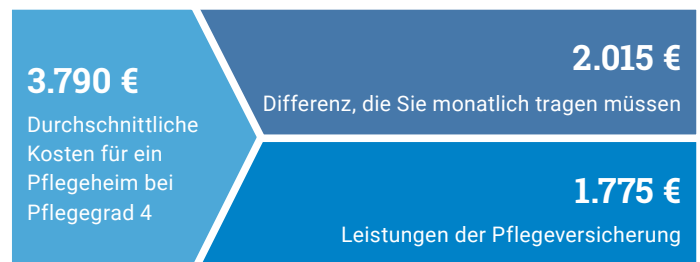 3.790 €
Durchschnittliche
Kosten für ein
Pflegeheim bei
Pflegegrad 4
2.015 €
Differenz, die Sie monatlich tragen müssen
1.775 €
Leistungen der Pflegeversicherung